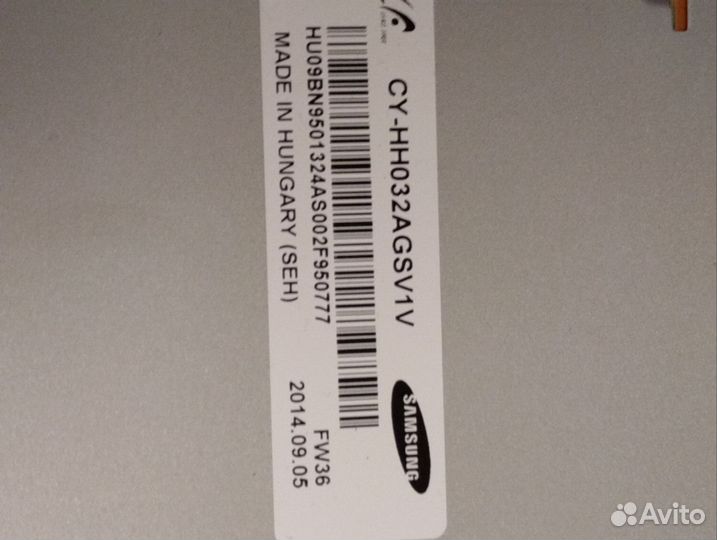 CY-HH032AGSV1V
SAMSUNG
HU09BN9501324AS002F950777
FW36
MADE IN HUNGARY (SEH)
2014.09.05
Avito